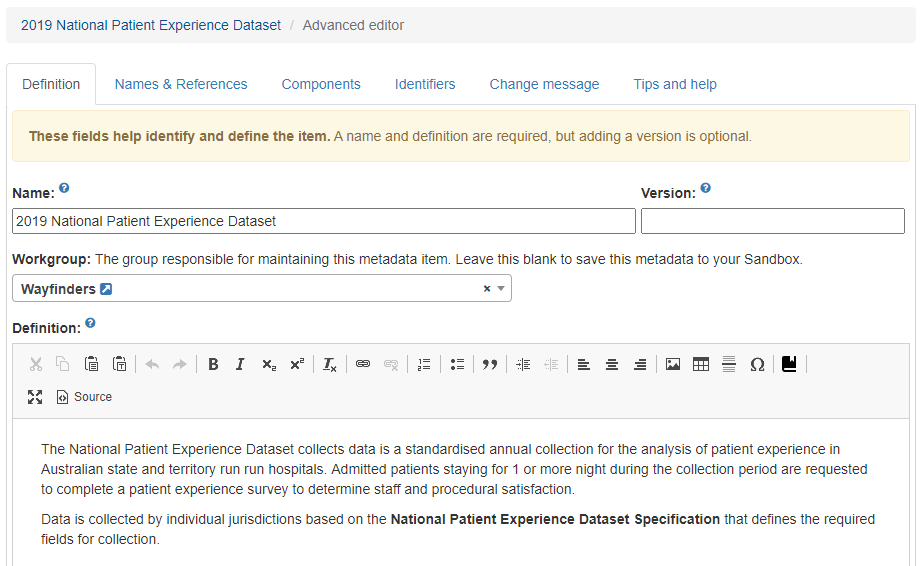 2019 National Patient Experience Dataset / Advanced editor
Definition Names & References Components Identifiers Change message Tips and help
These fields help identify and define the item. A name and definition are required, but adding a version is optional.
Name: ? Version: ?
2019 National Patient Experience Dataset
Workgroup: The group responsible for maintaining this metadata item. Leave this blank to save this metadata to your Sandbox.
Wayfinders ×
Definition: ?
B I x₂ x² Tx Ω
Source
The National Patient Experience Dataset collects data is a standardised annual collection for the analysis of patient experience in
Australian state and territory run run hospitals. Admitted patients staying for 1 or more night during the collection period are requested
to complete a patient experience survey to determine staff and procedural satisfaction.
Data is collected by individual jurisdictions based on the National Patient Experience Dataset Specification that defines the required
fields for collection.